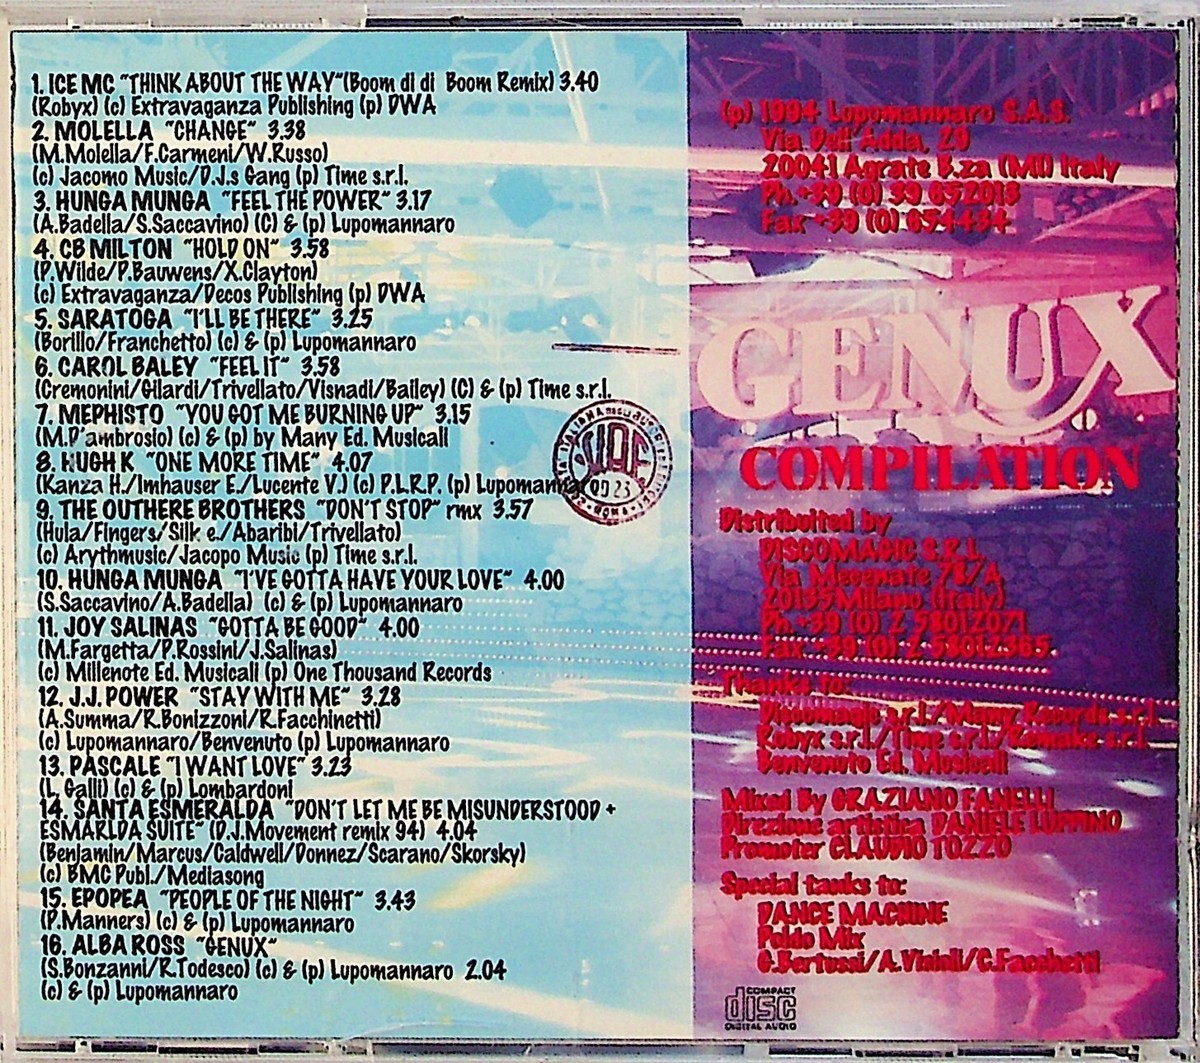 1. ICE MC "THINK ABOUT THE WAY"(Boom di di Boom Remix) 3.40
(Robyx) (c) Extravaganza Publishing (p) DWA
2. MOLELLA "CHANGE" 3.38
(M.Molella/F.Carmeni/W.Russo)
(c) Jacomo Music/D.J.s Gang (p) Time s.r.l.
3. HUNGA MUNGA "FEEL THE POWER" 3.17
(A.Badella/S.Saccavino) (C) & (p) Lupomannaro
4. CB MILTON "HOLD ON" 3.58
(P.Wilde/P.Bauwens/X.Clayton)
(c) Extravaganza/Decos Publishing (p) DWA
5. SARATOGA "I'LL BE THERE" 3.25
(Borillo/Franchetto) (c) & (p) Lupomannaro
6. CAROL BALEY "FEEL IT" 3.58
(Cremonini/Gilardi/Trivellato/Visnadi/Bailey) (C) & (p) Time s.r.l.
7. MEPHISTO "YOU GOT ME BURNING UP" 3.15
(M.D'ambrosio) (c) & (p) by Many Ed. Musicali
8. HUGH K "ONE MORE TIME" 4.07
(Kanza H./Imhauser E./Lucente V.) (c) P.L.R.P. (p) Lupomannaro
9. THE OUTHERE BROTHERS "DON'T STOP" rmx 3.57
(Hula/Fingers/Silk e./Abaribi/Trivellato)
(c) Arythmusic/Jacopo Music (p) Time s.r.l.
10. HUNGA MUNGA "I'VE GOTTA HAVE YOUR LOVE" 4.00
(S.Saccavino/A.Badella) (c) & (p) Lupomannaro
11. JOY SALINAS "GOTTA BE GOOD" 4.00
(M.Fargetta/P.Rossini/J.Salinas)
(c) Millenote Ed. Musicali (p) One Thousand Records
12. J.J. POWER "STAY WITH ME" 3.28
(A.Summa/R.Bonizzoni/R.Facchinetti)
(c) Lupomannaro/Benvenuto (p) Lupomannaro
13. PASCALE "I WANT LOVE" 3.23
(L. Galli) (c) & (p) Lombardoni
14. SANTA ESMERALDA "DON'T LET ME BE MISUNDERSTOOD +
ESMARLDA SUITE" (D.J.Movement remix 94) 4.04
(Benjamin/Marcus/Caldwell/Donnez/Scarano/Skorsky)
(c) BMC Publ./Mediasong
15. EPOPEA "PEOPLE OF THE NIGHT" 3.43
(P.Manners) (c) & (p) Lupomannaro
16. ALBA ROSS "GENUX"
(S.Bonzanni/R.Todesco) (c) & (p) Lupomannaro 2.04
(c) & (p) Lupomannaro
(p) 1994 Lupomannaro S.A.S.
Via Dell'Adda, 29
20041 Agrate B.za (MI) Italy
Ph.+39 (0) 39 652013
Fax +39 (0) 654434
GENUX
COMPILATION
Distribuited by
DISCOMAGIC S.R.L.
Via Mecenate 78/A
20135 Milano (Italy)
Ph.+39 (0) 2 58012071
Fax +39 (0) 2 58012365.
Thanks to:
Discomagic s.r.l./Many Records s.r.l.
Robyx s.r.l./Time s.r.l./Remake s.r.l.
Benvenuto Ed. Musicali
Mixed By GRAZIANO FANELLI
Direzione artistica DANIELE LUPPINO
Promoter CLAUDIO TOZZO
Special tanks to:
DANCE MACHINE
Poldo Mix
G.Bertussi/A.Vinioli/C.Facchetti
COMPACT
disc
DIGITAL AUDIO